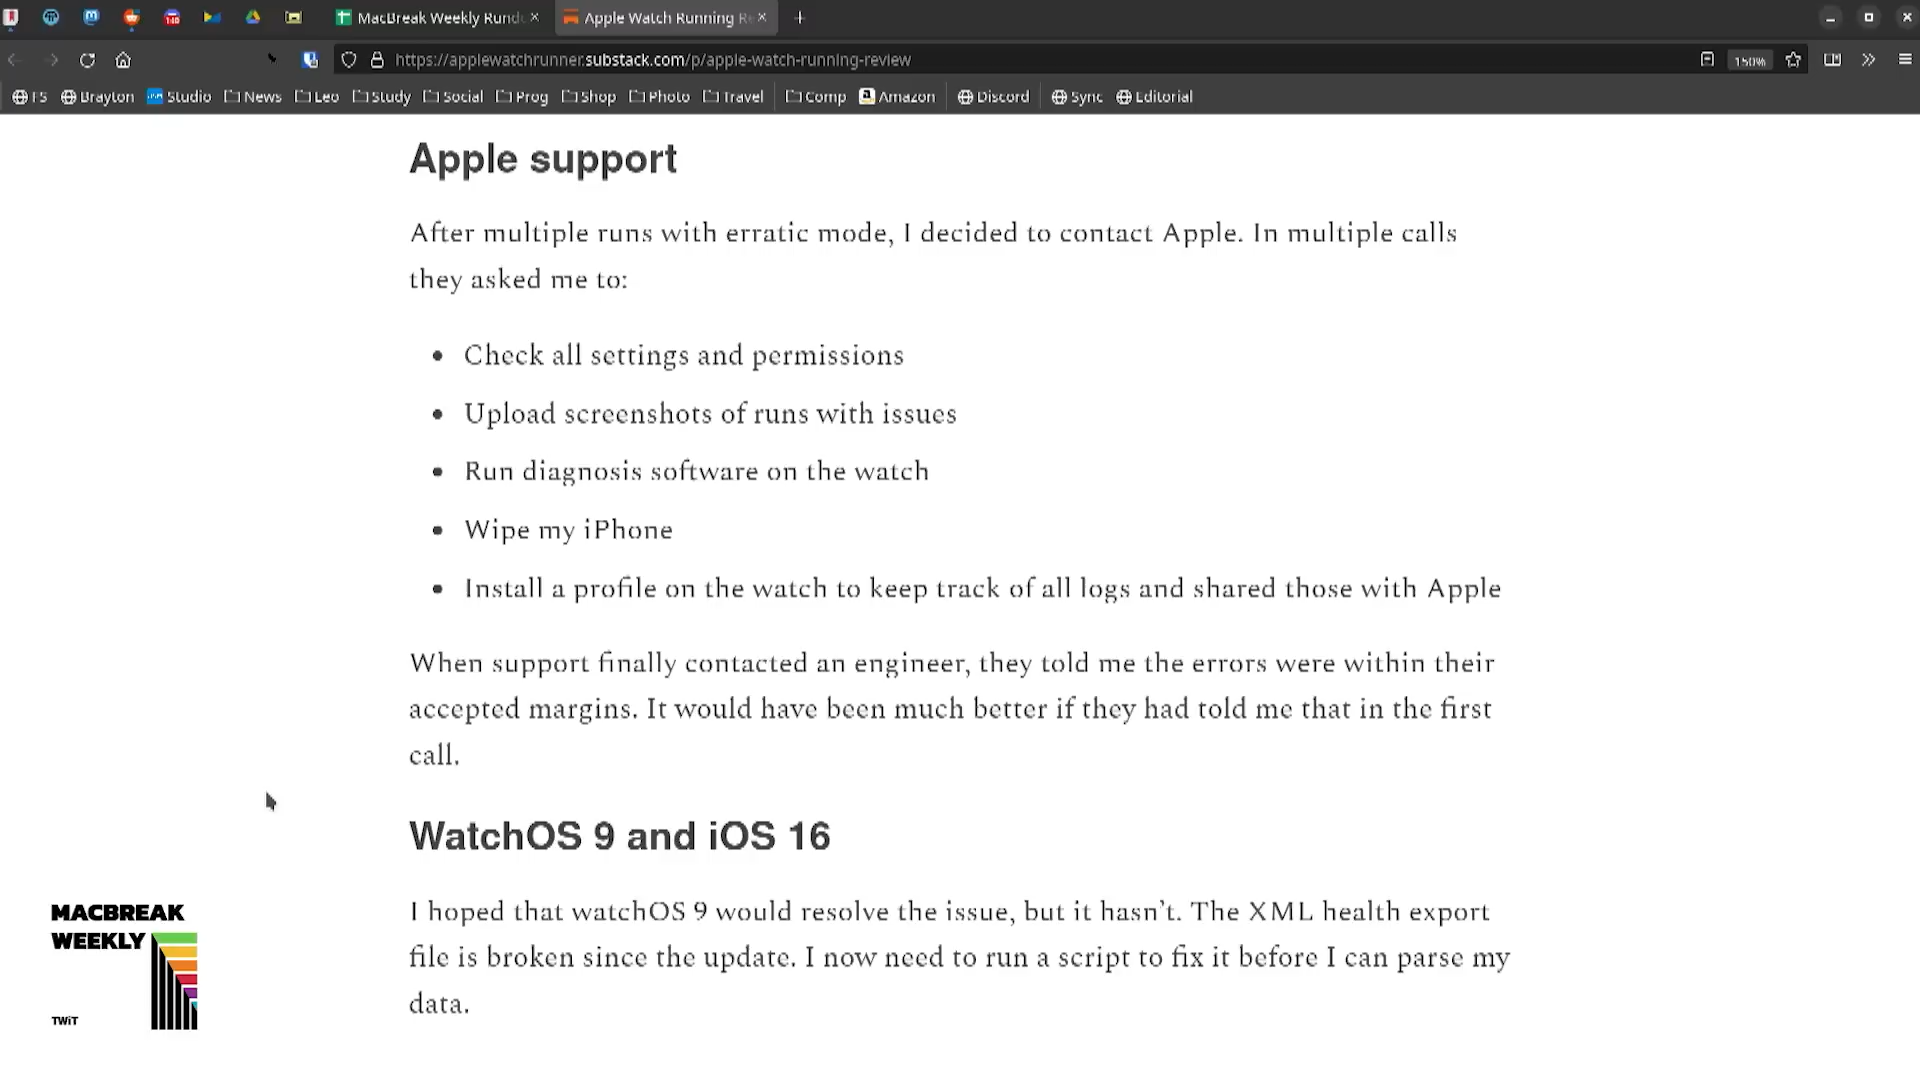 MacBreak Weekly Rund
Apple Watch Running Re
https://applewatchrunner.substack.com/p/apple-watch-running-review
150%
FS
Brayton
Studio
News
Leo
Study
Social
Prog
Shop
Photo
Travel
Comp
Amazon
Discord
Sync
Editorial
Apple support
After multiple runs with erratic mode, I decided to contact Apple. In multiple calls
they asked me to:
• Check all settings and permissions
• Upload screenshots of runs with issues
• Run diagnosis software on the watch
• Wipe my iPhone
• Install a profile on the watch to keep track of all logs and shared those with Apple
When support finally contacted an engineer, they told me the errors were within their
accepted margins. It would have been much better if they had told me that in the first
call.
WatchOS 9 and iOS 16
I hoped that watchOS 9 would resolve the issue, but it hasn't. The XML health export
file is broken since the update. I now need to run a script to fix it before I can parse my
data.
MACBREAK
WEEKLY
TWiT